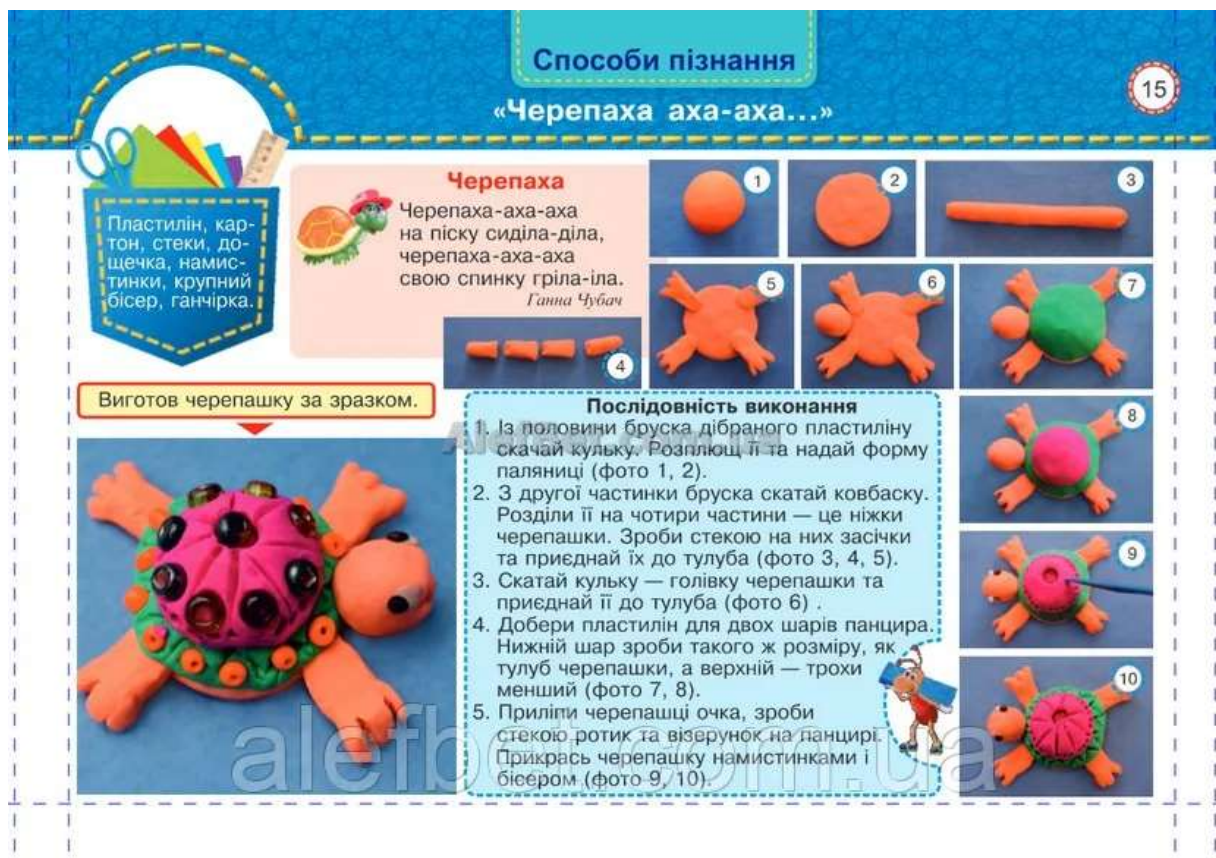 Способи пізнання
«Черепаха аха-аха...»
15
Пластилін, кар-
тон, стеки, до-
щечка, намис-
тинки, крупний
бісер, ганчірка.
Черепаха
Черепаха-аха-аха
на піску сиділа-діла,
черепаха-аха-аха
свою спинку гріла-іла.
Ганна Чубач
1
2
3
4
5
6
7
8
9
10
Виготов черепашку за зразком.
Послідовність виконання
1. Із половини бруска дібраного пластиліну
скачай кульку. Розплющ її та надай форму
паляниці (фото 1, 2).
2. З другої частинки бруска скатай ковбаску.
Розділи її на чотири частини — це ніжки
черепашки. Зроби стекою на них засічки
та приєднай їх до тулуба (фото 3, 4, 5).
3. Скатай кульку — голівку черепашки та
приєднай її до тулуба (фото 6) .
4. Добери пластилін для двох шарів панцира.
Нижній шар зроби такого ж розміру, як
тулуб черепашки, а верхній — трохи
менший (фото 7, 8).
5. Приліпи черепашці очка, зроби
стекою ротик та візерунок на панцирі.
Прикрась черепашку намистинками і
бісером (фото 9, 10).
AlefBet.com.ua
alefbet.com.ua